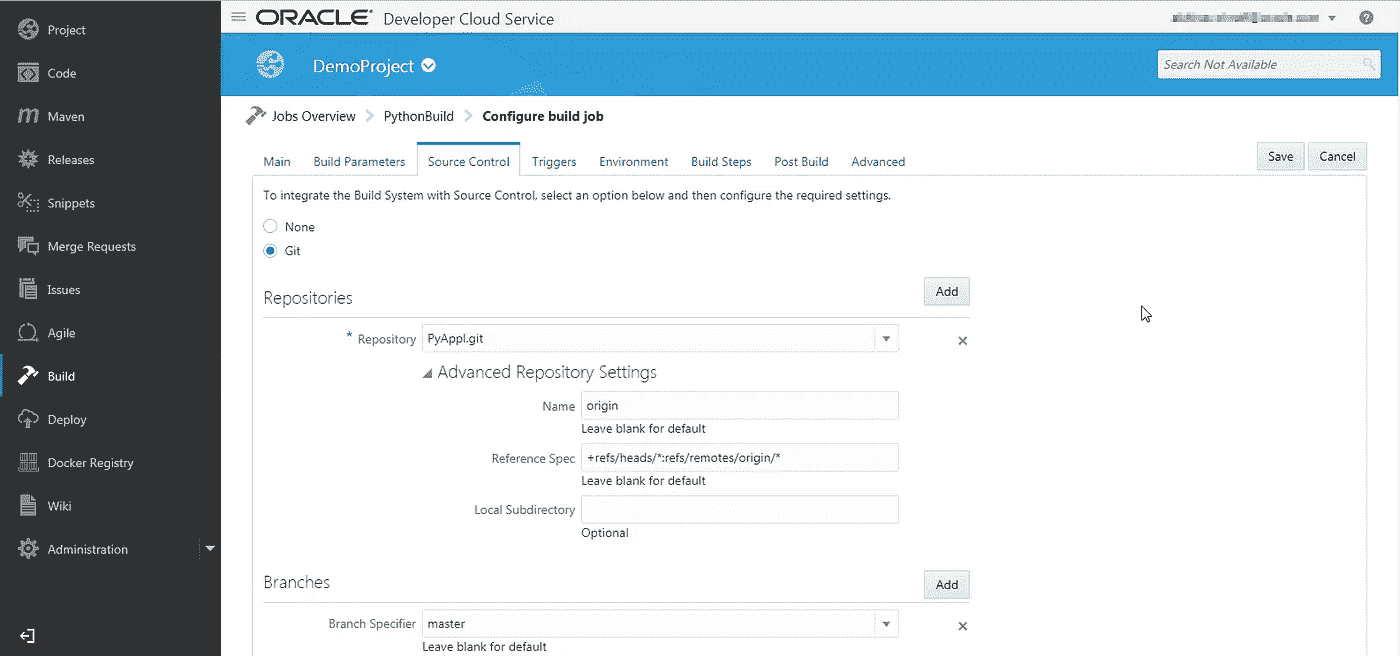 Project
Code
Maven
Releases
Snippets
Merge Requests
Issues
Agile
Build
Deploy
Docker Registry
Wiki
Administration
ORACLE® Developer Cloud Service
DemoProject
Search Not Available
Jobs Overview PythonBuild Configure build job
Main Build Parameters Source Control Triggers Environment Build Steps Post Build Advanced
Save Cancel
To integrate the Build System with Source Control, select an option below and then configure the required settings.
None
Git
Repositories
Add
* Repository PyAppl.git
Advanced Repository Settings
Name origin
Leave blank for default
Reference Spec +refs/heads/*:refs/remotes/origin/*
Leave blank for default
Local Subdirectory
Optional
Branches
Add
Branch Specifier master
Leave blank for default